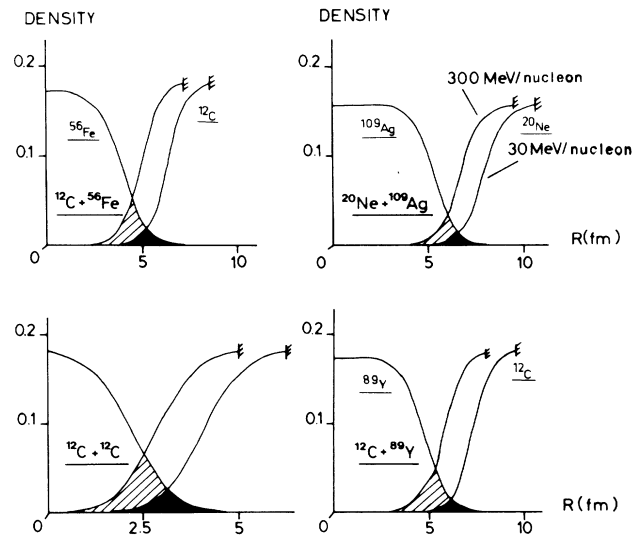 DENSITY
0.2
0.1
0
5
10
⁵⁶Fe
¹²C
¹²C + ⁵⁶Fe
DENSITY
0.2
0.1
0
5
10
R(fm)
300 MeV/nucleon
¹⁰⁹Ag
²⁰Ne
30 MeV/nucleon
²⁰Ne + ¹⁰⁹Ag
0.2
0.1
0
2.5
5
¹²C + ¹²C
0.2
0.1
0
5
10
R(fm)
⁸⁹Y
¹²C
¹²C + ⁸⁹Y